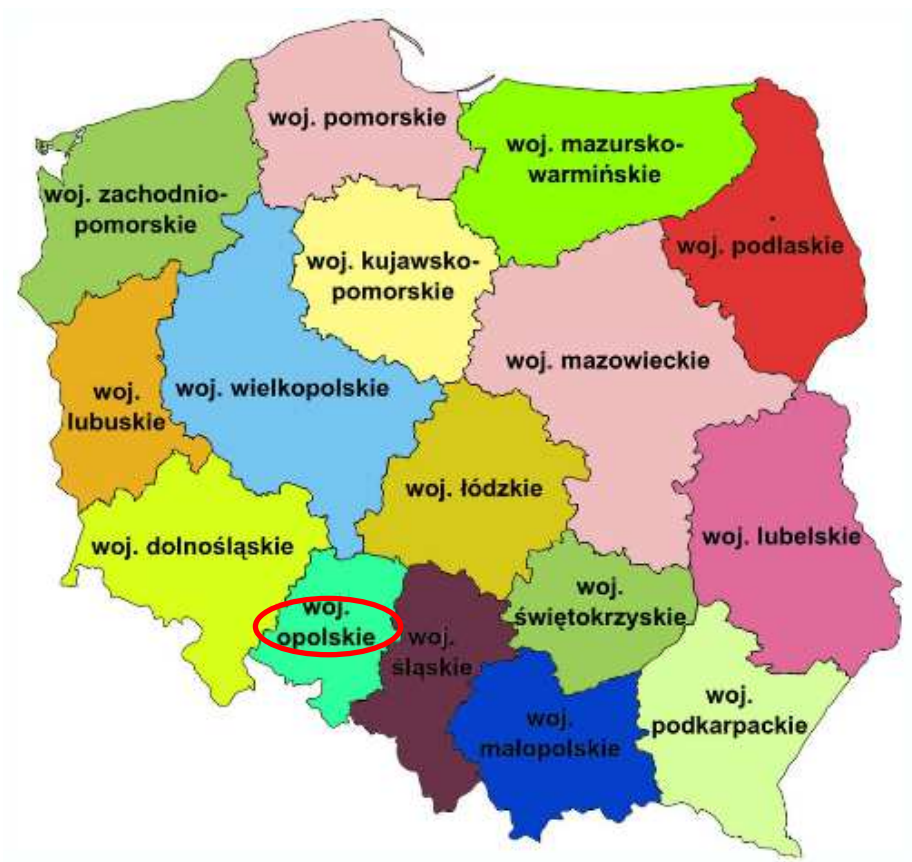 woj. pomorskie
woj. mazursko-
warmińskie
woj. zachodnio-
pomorskie
woj. podlaskie
woj. kujawsko-
pomorskie
woj. mazowieckie
woj. wielkopolskie
woj.
lubuskie
woj. łódzkie
woj. lubelskie
woj. dolnośląskie
woj.
świętokrzyskie
woj.
opolskie
woj.
śląskie
woj.
podkarpackie
woj.
małopolskie